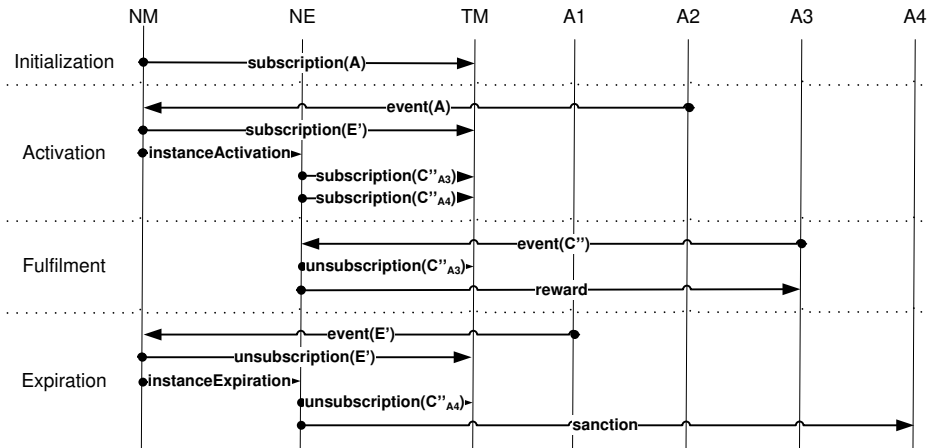 NM NE TM A1 A2 A3 A4
Initialization
subscription(A)
event(A)
subscription(E')
Activation
instanceActivation
subscription(C''A3)
subscription(C''A4)
event(C'')
Fulfilment
unsubscription(C''A3)
reward
event(E')
unsubscription(E')
Expiration
instanceExpiration
unsubscription(C''A4)
sanction